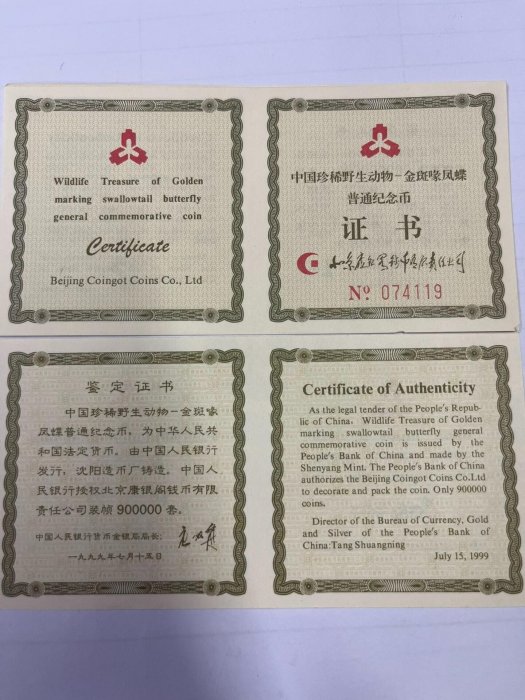 Wildlife Treasure of Golden
marking swallowtail butterfly
general commemorative coin
Certificate
Beijing Coingot Coins Co., Ltd
中国珍稀野生动物-金斑喙凤蝶
普通纪念币
证书
Nº 074119
鉴定证书
中国珍稀野生动物-金斑喙
凤蝶普通纪念币,为中华人民共
和国法定货币。由中国人民银行
发行,沈阳造币厂铸造。中国人
民银行授权北京康银阁钱币有限
责任公司装帧 900000 套。
中国人民银行货币金银局局长:
一九九九年七月十五日
Certificate of Authenticity
As the legal tender of the People's Repub-
lic of China, Wildlife Treasure of Golden
marking swallowtail butterfly general
commemorative coin is issued by the
People's Bank of China and made by the
Shenyang Mint. The People's Bank of China
authorizes the Beijing Coingot Coins Co.Ltd
to decorate and pack the coin. Only 900000
coins.
Director of the Bureau of Currency, Gold
and Silver of the People's Bank of
China:Tang Shuangning
July 15, 1999